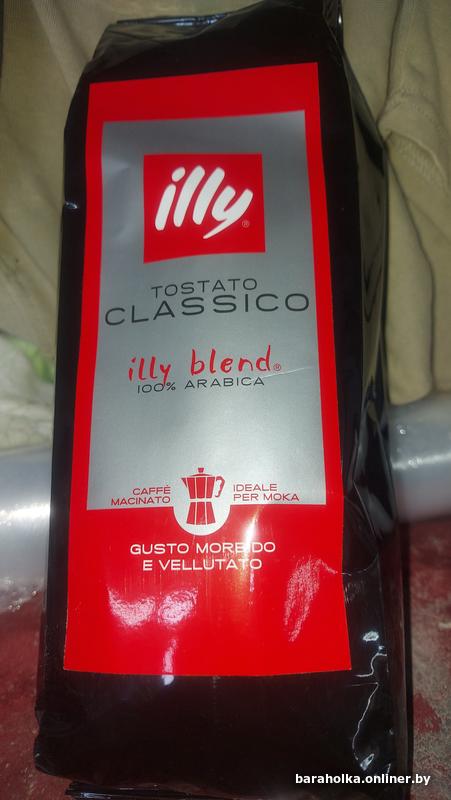 illy®
TOSTATO
CLASSICO
illy blend®
100% ARABICA
CAFFÈ
MACINATO
IDEALE
PER MOKA
GUSTO MORBIDO
E VELLUTATO
baraholka.onliner.by